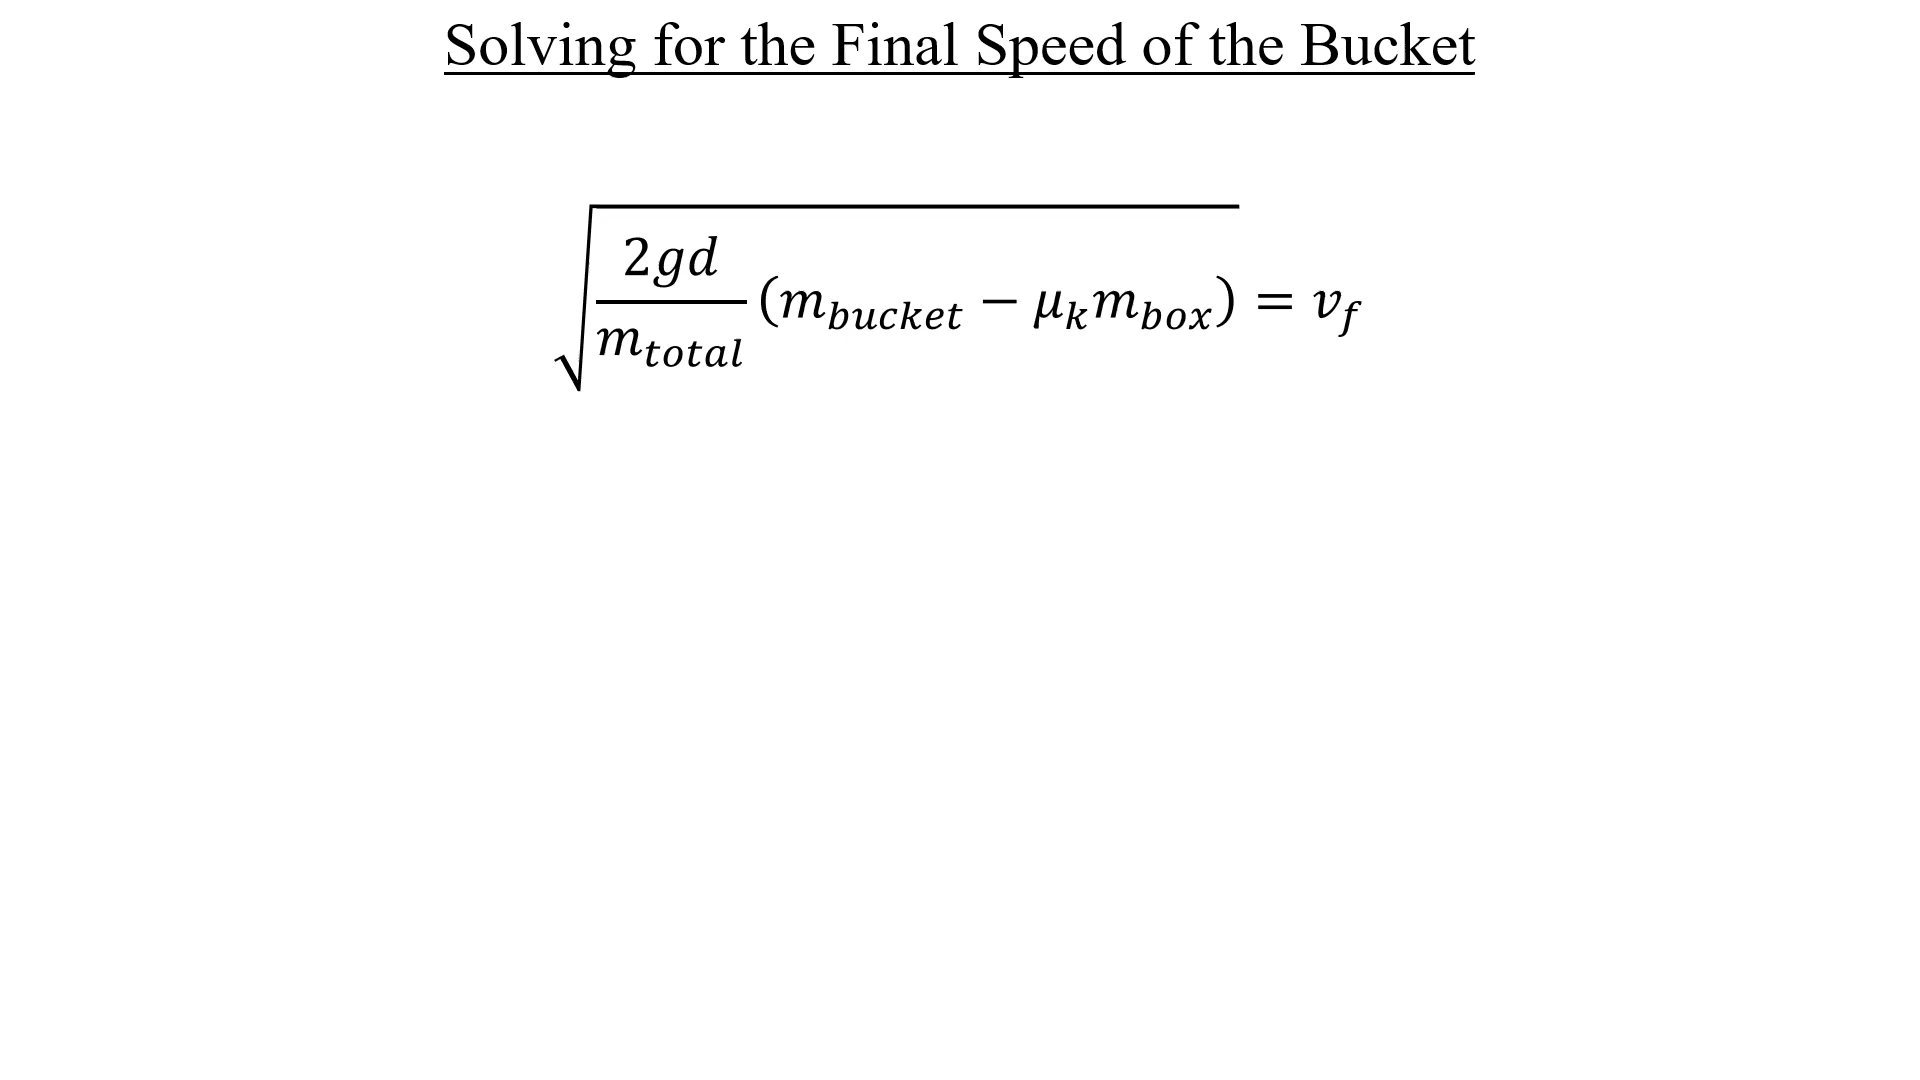 Solving for the Final Speed of the Bucket
√(2gd/m_total (m_bucket − μ_k m_box)) = v_f